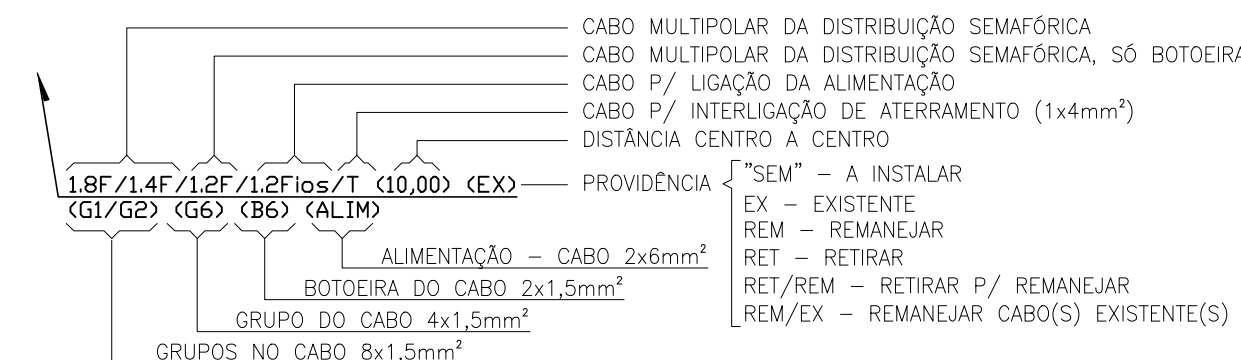 CABO MULTIPOLAR DA DISTRIBUIÇÃO SEMAFÓRICA
CABO MULTIPOLAR DA DISTRIBUIÇÃO SEMAFÓRICA, SÓ BOTOEIRA
CABO P/ LIGAÇÃO DA ALIMENTAÇÃO
CABO P/ INTERLIGAÇÃO DE ATERRAMENTO (1x4mm²)
DISTÂNCIA CENTRO A CENTRO
1.8F/1.4F/1.2F/1.2Fios/T (10,00) (EX)
PROVIDÊNCIA
"SEM" – A INSTALAR
EX – EXISTENTE
REM – REMANEJAR
RET – RETIRAR
RET/REM – RETIRAR P/ REMANEJAR
REM/EX – REMANEJAR CABO(S) EXISTENTE(S)
(G1/G2) (G6) (B6) (ALIM)
ALIMENTAÇÃO – CABO 2x6mm²
BOTOEIRA DO CABO 2x1,5mm²
GRUPO DO CABO 4x1,5mm²
GRUPOS NO CABO 8x1,5mm²